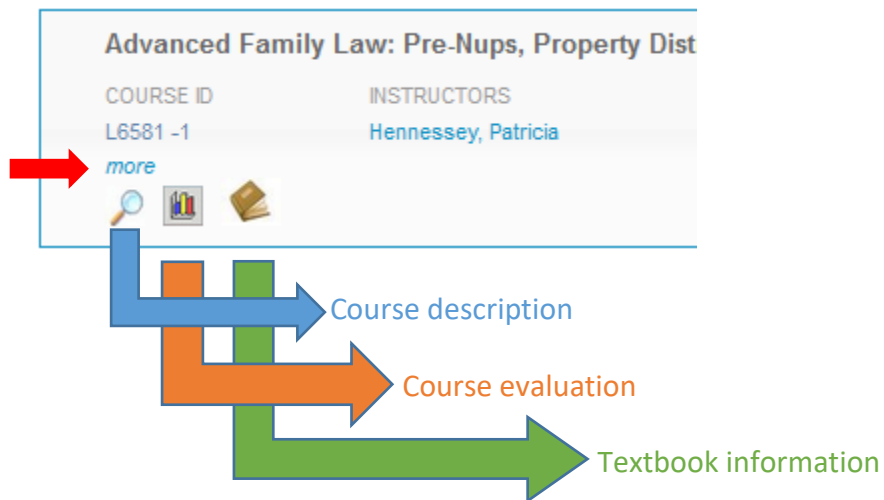 Advanced Family Law: Pre-Nups, Property Dist
COURSE ID INSTRUCTORS
L6581 -1 Hennessey, Patricia
more
Course description
Course evaluation
Textbook information